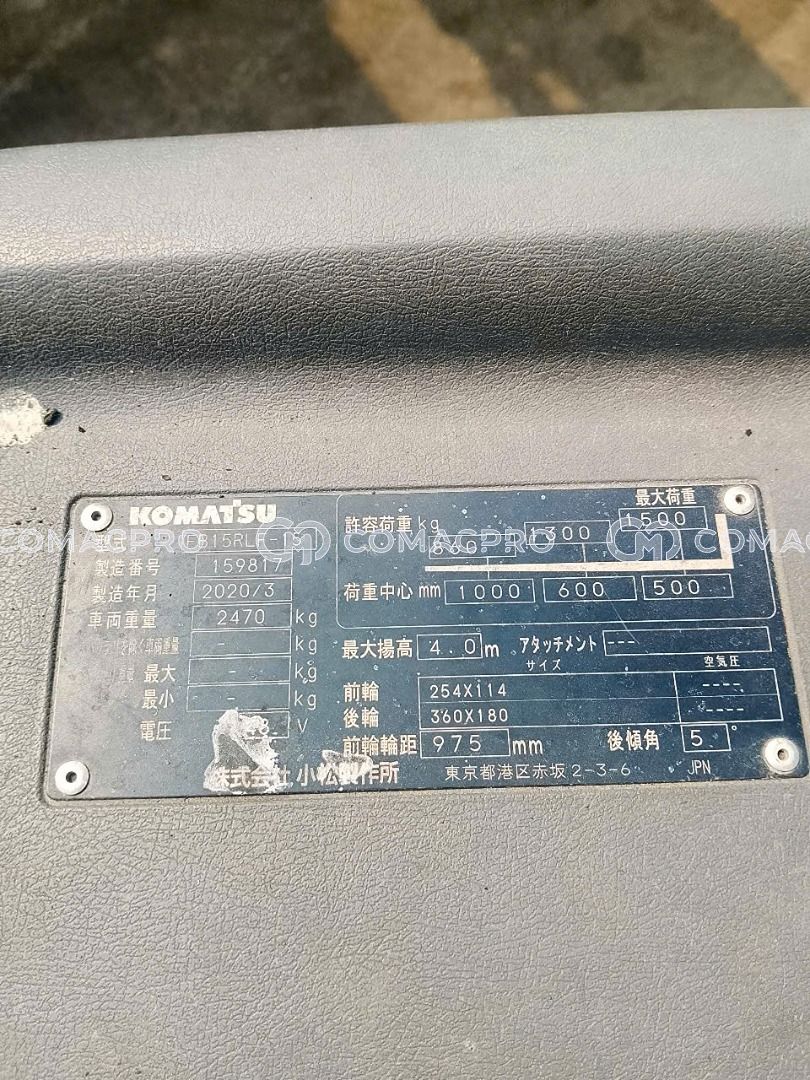 KOMATSU
最大荷重
許容荷重 kg 860 1300 1500
FB15RL
COMACPRO COMACPRO
製造番号 159817
製造年月 2020/3
荷重中心 mm 1000 600 500
車両重量 2470 kg
- kg
最大揚高 4.0 m アタッチメント ---
サイズ 空気圧
最大 - - kg
前輪 254X114 ----
最小 - - kg
後輪 360X180 ----
電圧 V
前輪輪距 975 mm 後傾角 5°
株式会社 小松製作所 東京都港区赤坂 2-3-6 JPN